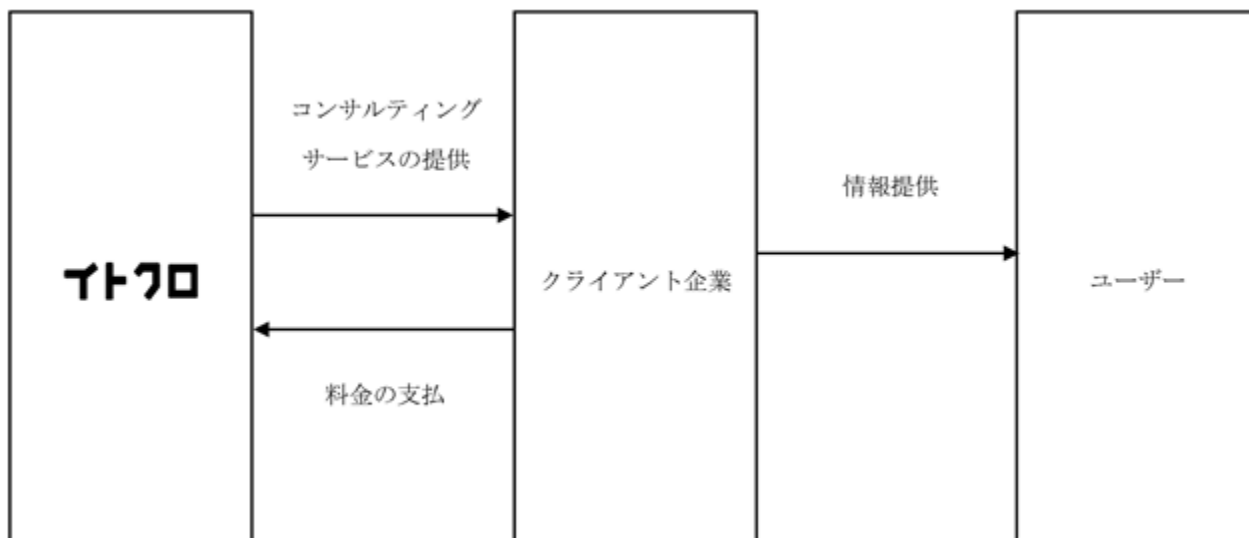 コンサルティング
サービスの提供
情報提供
イトクロ
クライアント企業
ユーザー
料金の支払